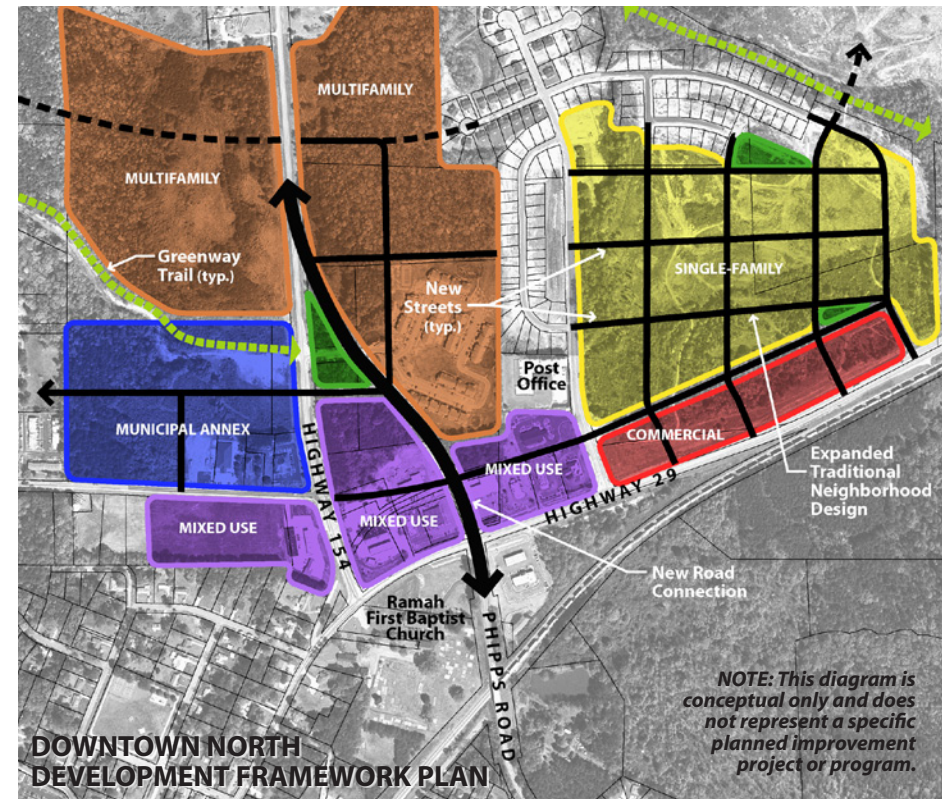 MULTIFAMILY
MULTIFAMILY
Greenway
Trail (typ.)
New
Streets
(typ.)
SINGLE-FAMILY
Post
Office
MUNICIPAL ANNEX
HIGHWAY 154
COMMERCIAL
MIXED USE
MIXED USE
MIXED USE
HIGHWAY 29
Expanded
Traditional
Neighborhood
Design
New Road
Connection
Ramah
First Baptist
Church
PHIPPS ROAD
NOTE: This diagram is
conceptual only and does
not represent a specific
planned improvement
project or program.
DOWNTOWN NORTH
DEVELOPMENT FRAMEWORK PLAN